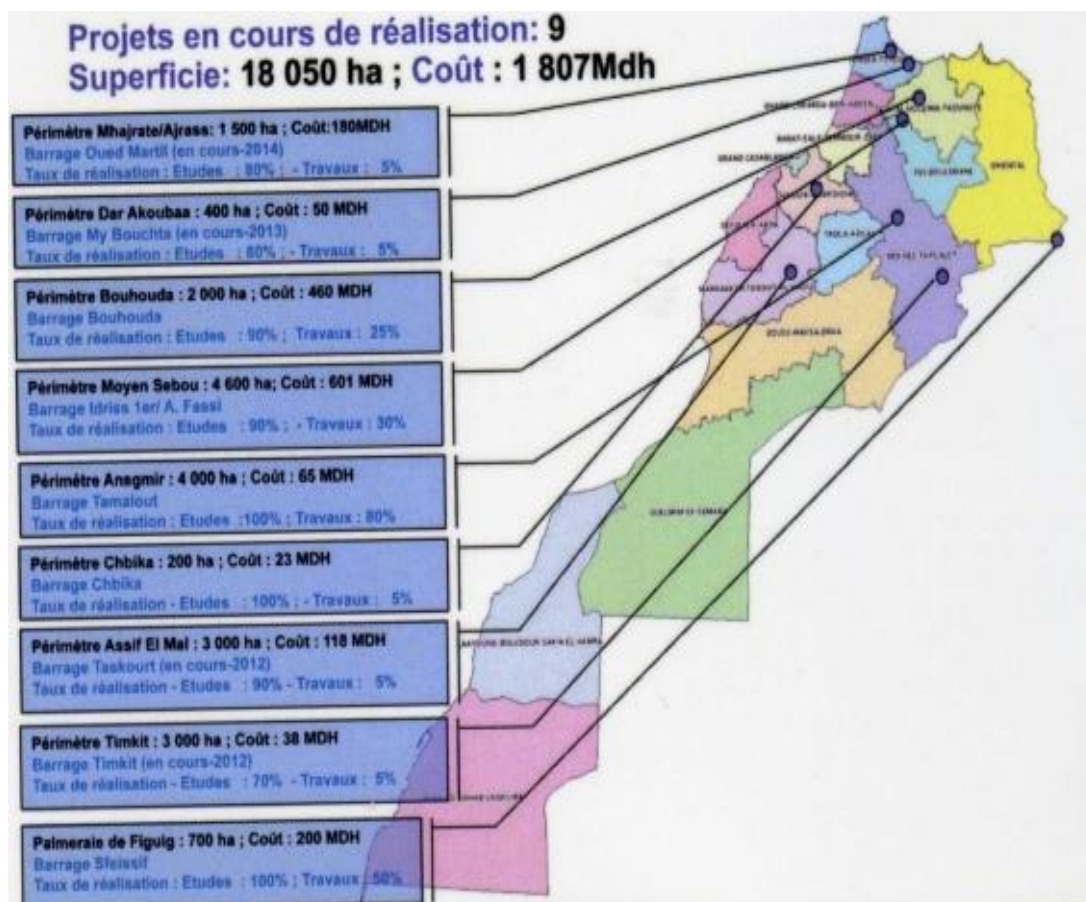 Projets en cours de réalisation: 9
Superficie: 18 050 ha ; Coût : 1 807Mdh
Périmètre Mhajrate/Ajrass: 1 500 ha ; Coût:180MDH
Barrage Oued Martil (en cours-2014)
Taux de réalisation : Etudes : 80% ; - Travaux : 5%
Périmètre Dar Akoubaa : 400 ha ; Coût : 50 MDH
Barrage My Bouchta (en cours-2013)
Taux de réalisation : Etudes : 80% ; - Travaux : 5%
Périmètre Bouhouda : 2 000 ha ; Coût : 460 MDH
Barrage Bouhouda
Taux de réalisation : Etudes : 90% ; Travaux : 25%
Périmètre Moyen Sebou : 4 600 ha; Coût : 601 MDH
Barrage Idriss 1er/ A. Fassi
Taux de réalisation : Etudes : 90% ; - Travaux : 30%
Périmètre Ansgmir : 4 000 ha ; Coût : 65 MDH
Barrage Tamalout
Taux de réalisation : Etudes :100% ; Travaux : 80%
Périmètre Chbika : 200 ha ; Coût : 23 MDH
Barrage Chbika
Taux de réalisation - Etudes : 100% ; - Travaux : 5%
Périmètre Assif El Mal : 3 000 ha ; Coût : 118 MDH
Barrage Taskourt (en cours-2012)
Taux de réalisation - Etudes : 90% - Travaux : 5%
Périmètre Timkit : 3 000 ha ; Coût : 38 MDH
Barrage Timkit (en cours-2012)
Taux de réalisation - Etudes : 70% - Travaux : 5%
Palmeraie de Figuig : 700 ha ; Coût : 200 MDH
Barrage Sfeissif
Taux de réalisation : Etudes : 100% ; Travaux : 50%
ORIENTAL
GRAND CASABLANCA
GUELMIM ES-SEMARA